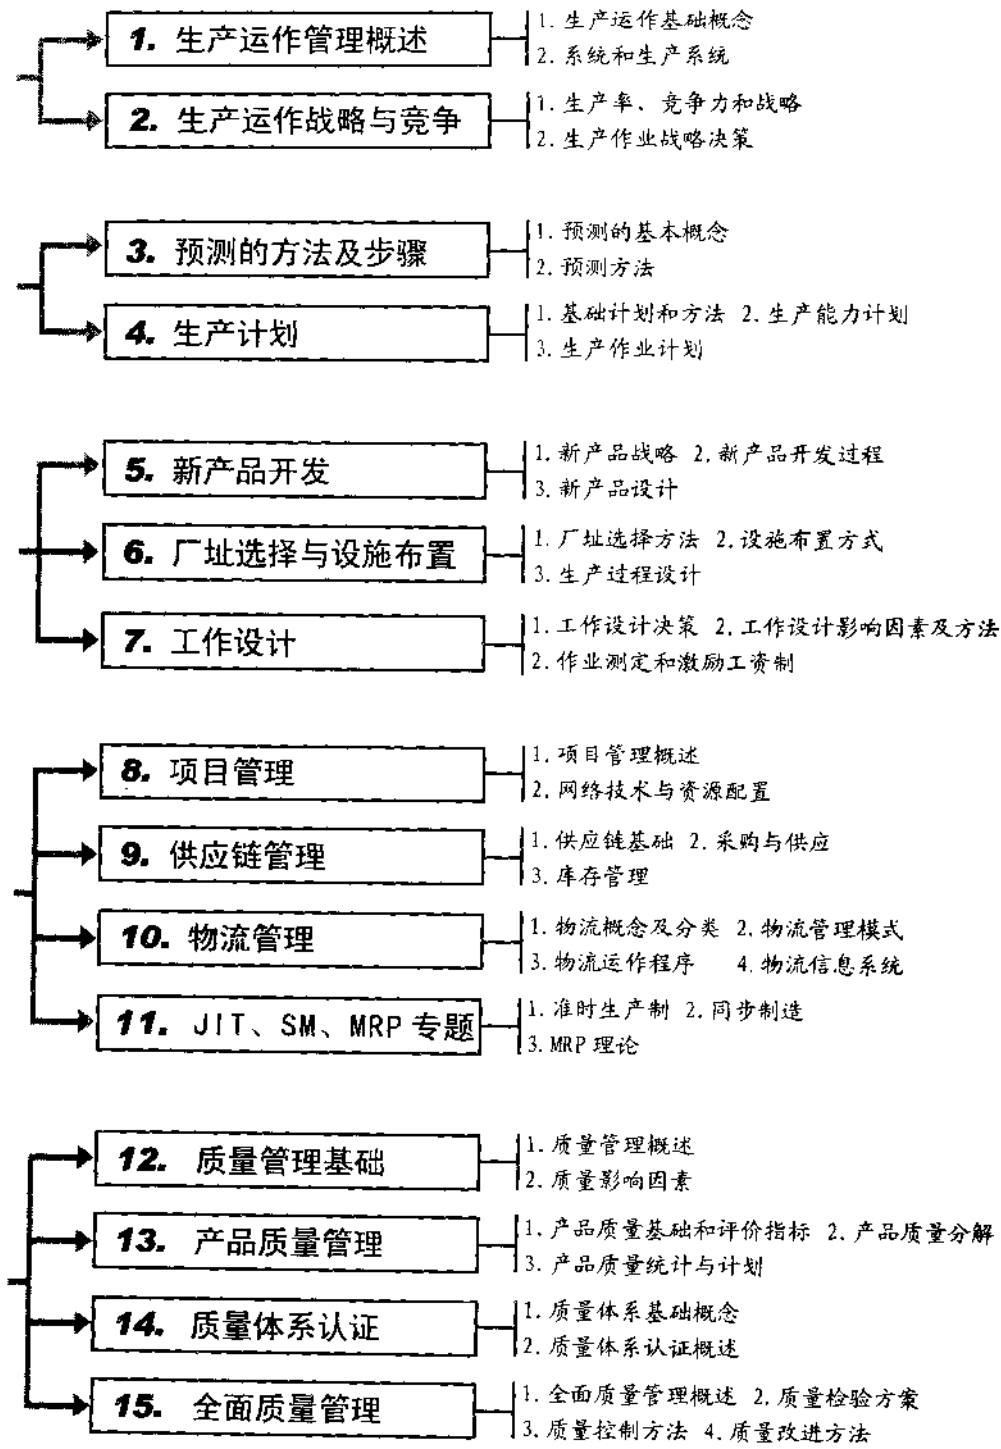 1. 生产运作管理概述
1. 生产运作基础概念
2. 系统和生产系统
2. 生产运作战略与竞争
1. 生产率、竞争力和战略
2. 生产作业战略决策
3. 预测的方法及步骤
1. 预测的基本概念
2. 预测方法
4. 生产计划
1. 基础计划和方法 2. 生产能力计划
3. 生产作业计划
5. 新产品开发
1. 新产品战略 2. 新产品开发过程
3. 新产品设计
6. 厂址选择与设施布置
1. 厂址选择方法 2. 设施布置方式
3. 生产过程设计
7. 工作设计
1. 工作设计决策 2. 工作设计影响因素及方法
2. 作业测定和激励工资制
8. 项目管理
1. 项目管理概述
2. 网络技术与资源配置
9. 供应链管理
1. 供应链基础 2. 采购与供应
3. 库存管理
10. 物流管理
1. 物流概念及分类 2. 物流管理模式
3. 物流运作程序 4. 物流信息系统
11. JIT、SM、MRP 专题
1. 准时生产制 2. 同步制造
3. MRP 理论
12. 质量管理基础
1. 质量管理概述
2. 质量影响因素
13. 产品质量管理
1. 产品质量基础和评价指标 2. 产品质量分解
3. 产品质量统计与计划
14. 质量体系认证
1. 质量体系基础概念
2. 质量体系认证概述
15. 全面质量管理
1. 全面质量管理概述 2. 质量检验方案
3. 质量控制方法 4. 质量改进方法